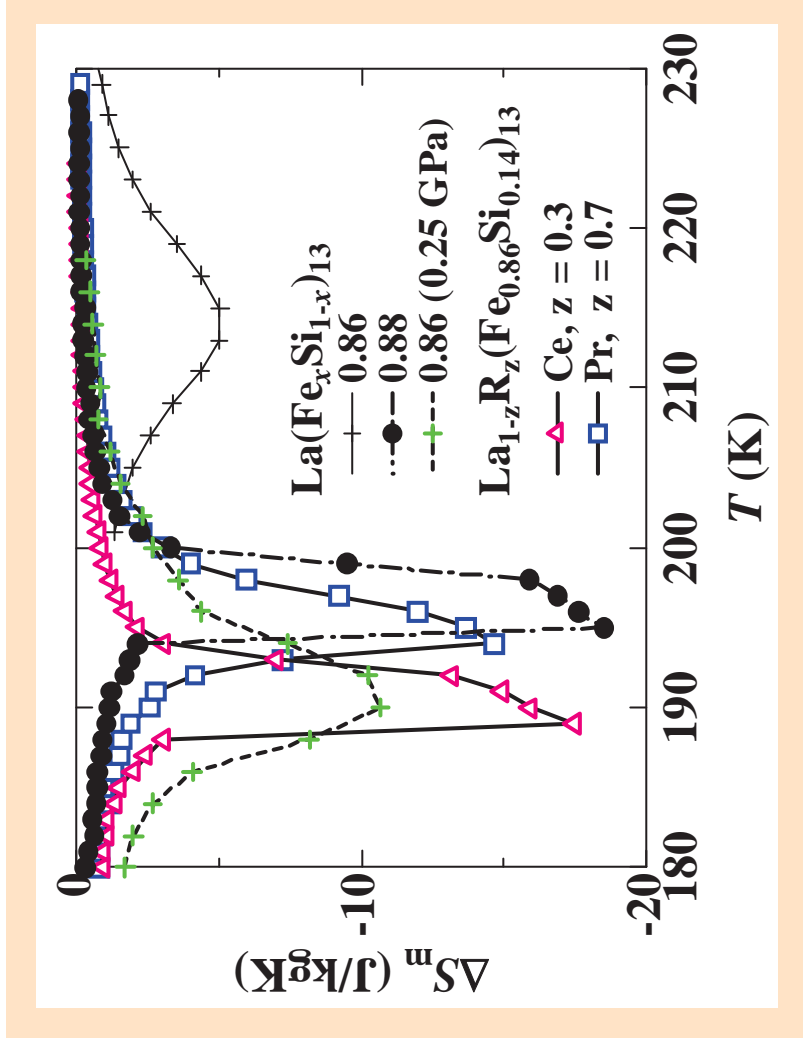 0
-10
-20
ΔSm (J/kgK)
180
190
200
210
220
230
T (K)
La(FexSi1-x)13
0.86
0.88
0.86 (0.25 GPa)
La1-zRz(Fe0.86Si0.14)13
Ce, z = 0.3
Pr, z = 0.7